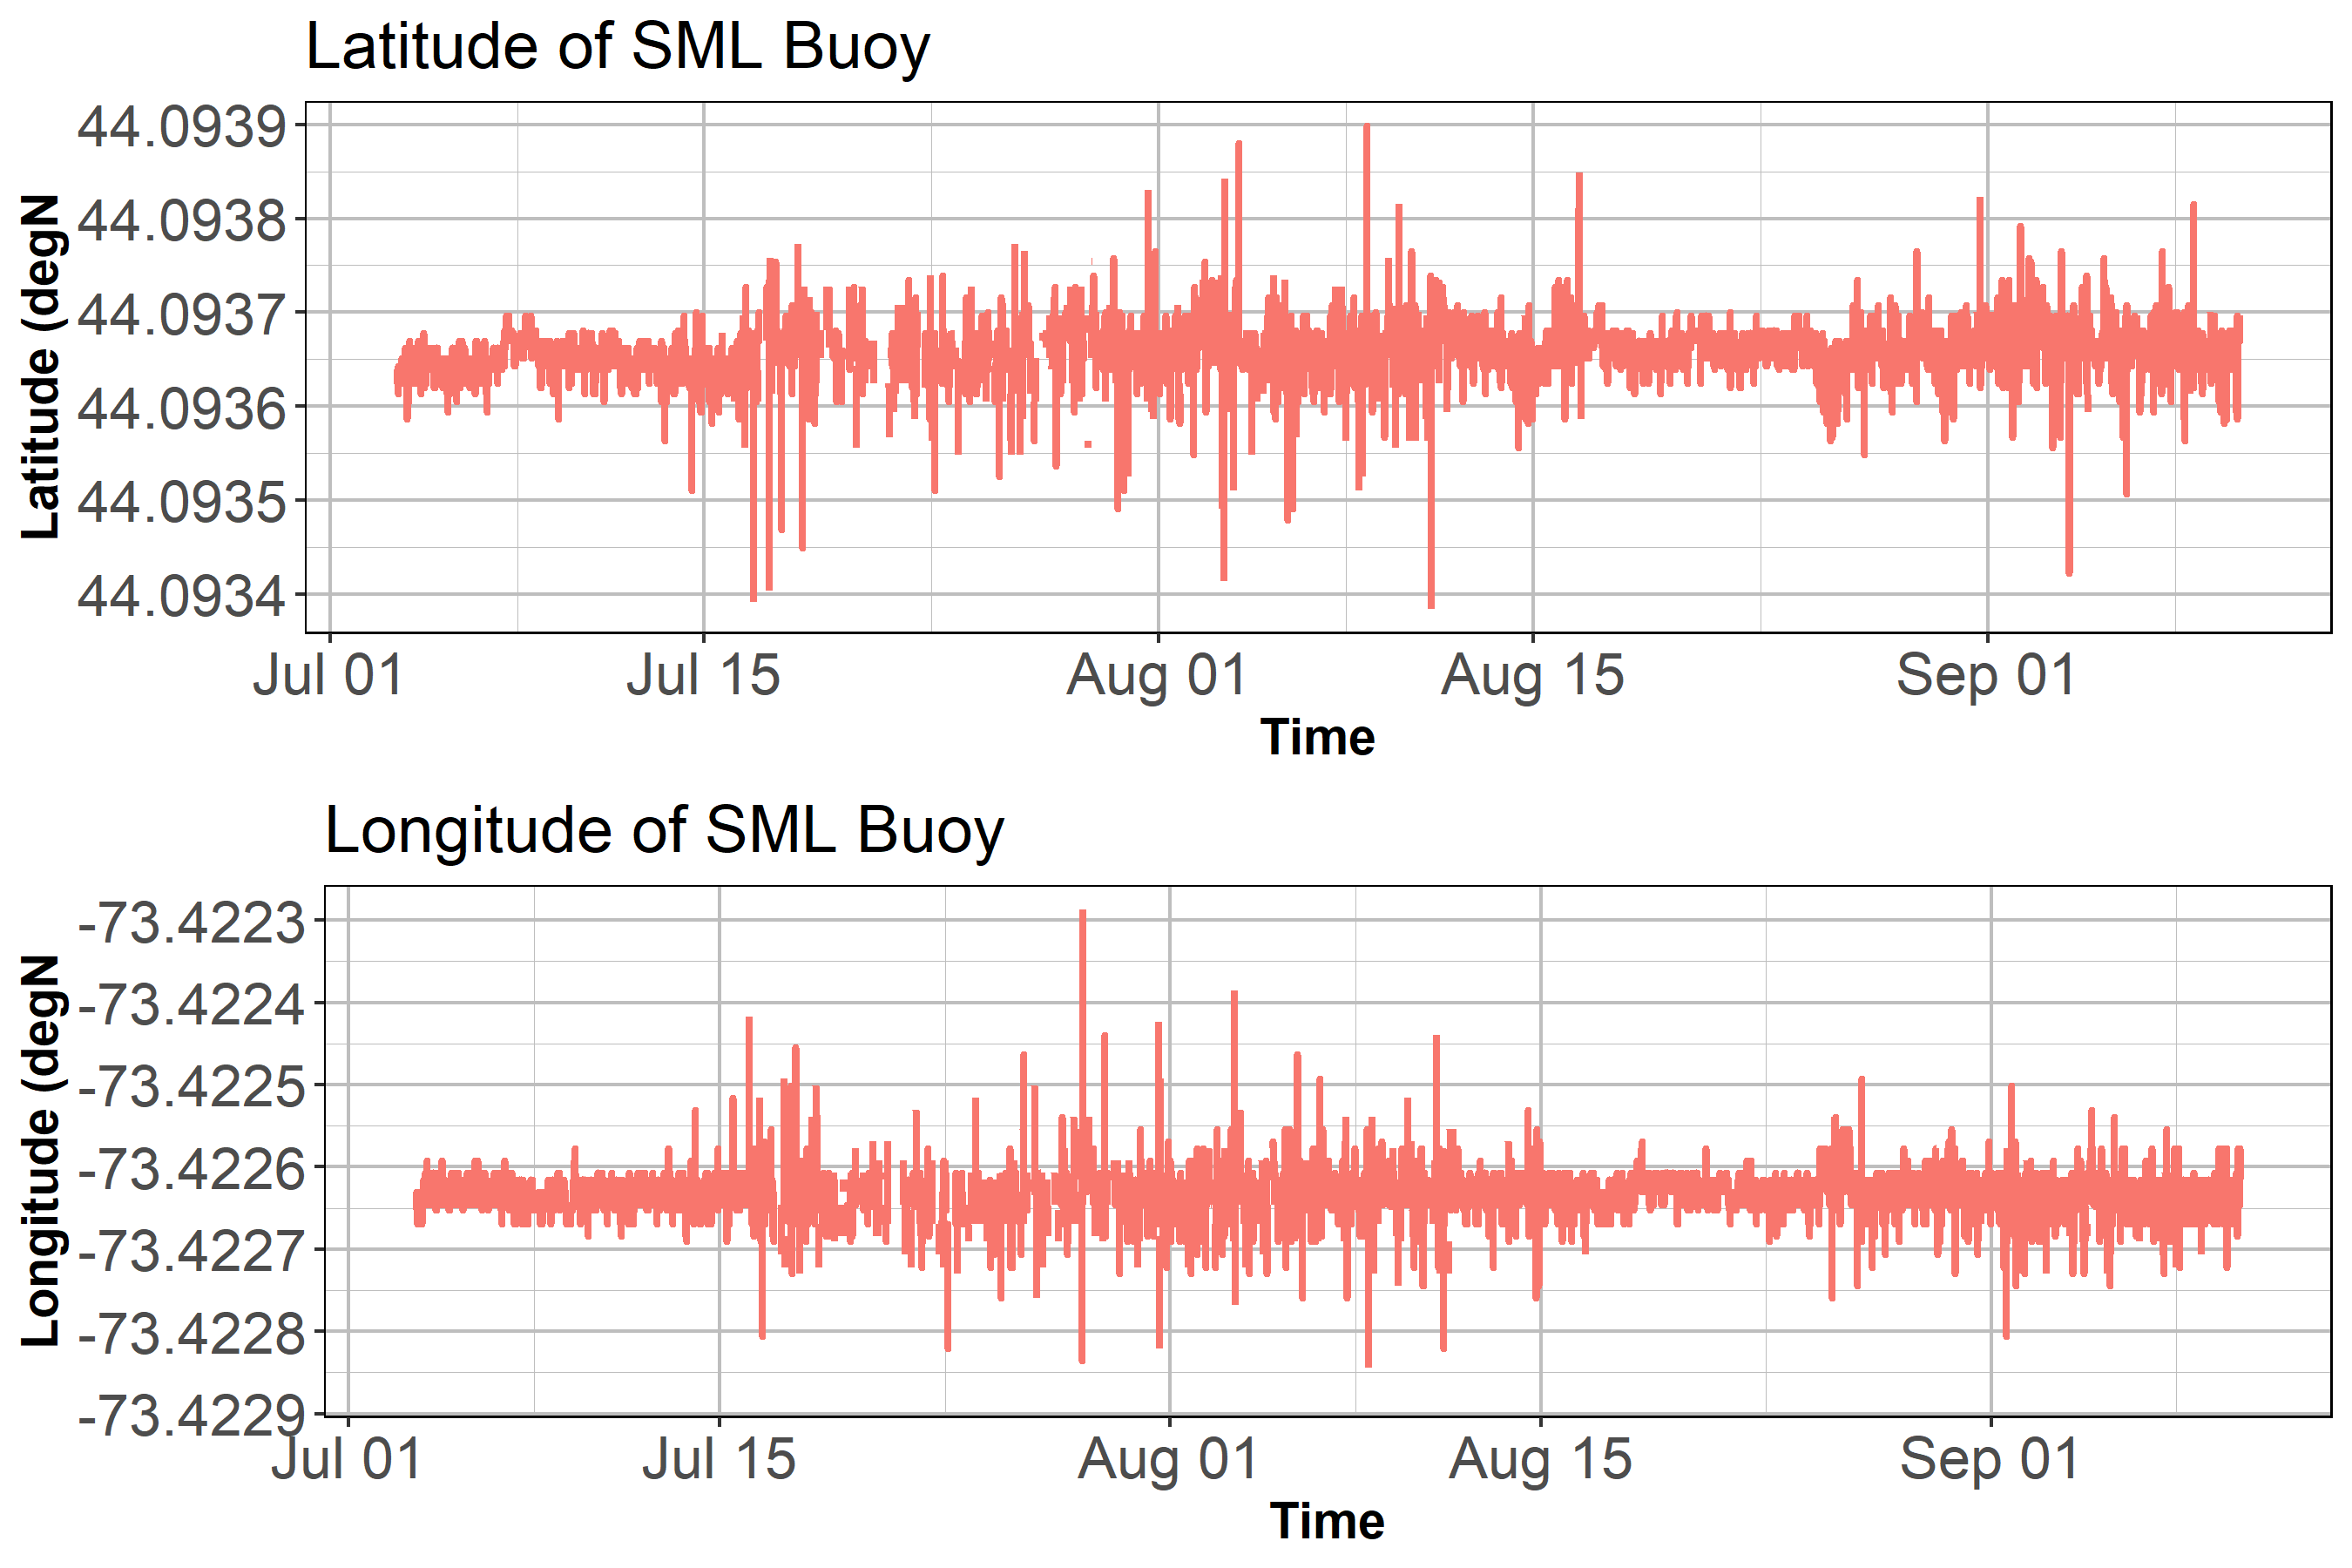 Latitude of SML Buoy
44.0939
44.0938
44.0937
44.0936
44.0935
44.0934
Latitude (degN
Jul 01 Jul 15 Aug 01 Aug 15 Sep 01
Time
Longitude of SML Buoy
-73.4223
-73.4224
-73.4225
-73.4226
-73.4227
-73.4228
-73.4229
Longitude (degN
Jul 01 Jul 15 Aug 01 Aug 15 Sep 01
Time